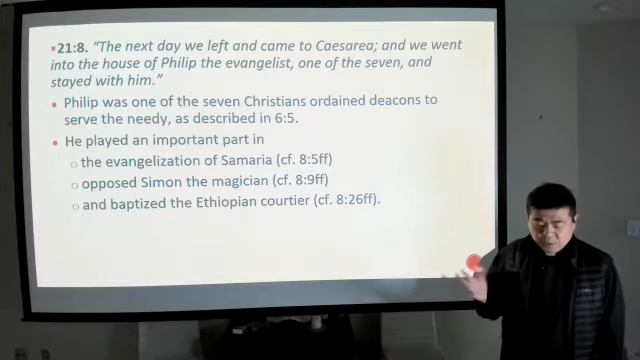 21:8. "The next day we left and came to Caesarea; and we went
into the house of Philip the evangelist, one of the seven, and
stayed with him."
Philip was one of the seven Christians ordained deacons to
serve the needy, as described in 6:5.
He played an important part in
the evangelization of Samaria (cf. 8:5ff)
opposed Simon the magician (cf. 8:9ff)
and baptized the Ethiopian courtier (cf. 8:26ff).